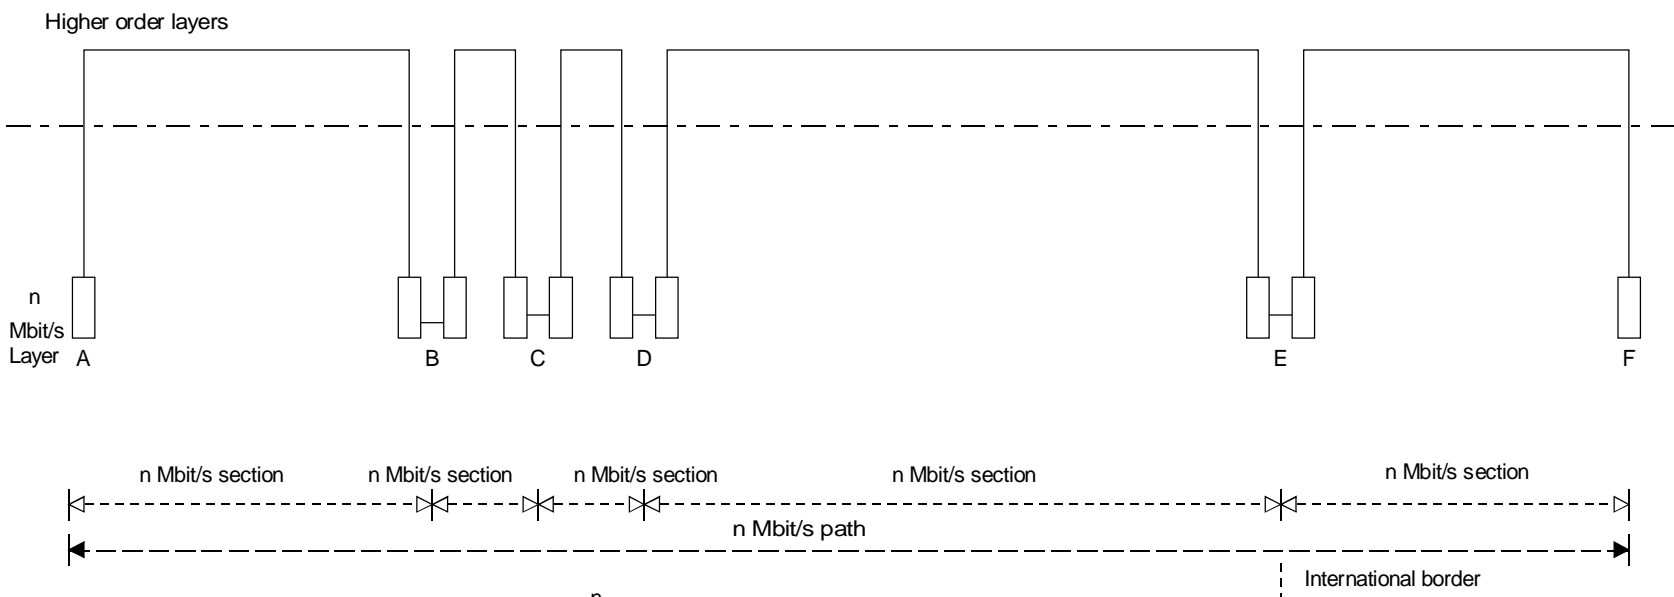 Higher order layers
n
Mbit/s
Layer
A
B
C
D
E
F
n Mbit/s section
n Mbit/s section
n Mbit/s section
n Mbit/s section
n Mbit/s section
n Mbit/s path
International border
n